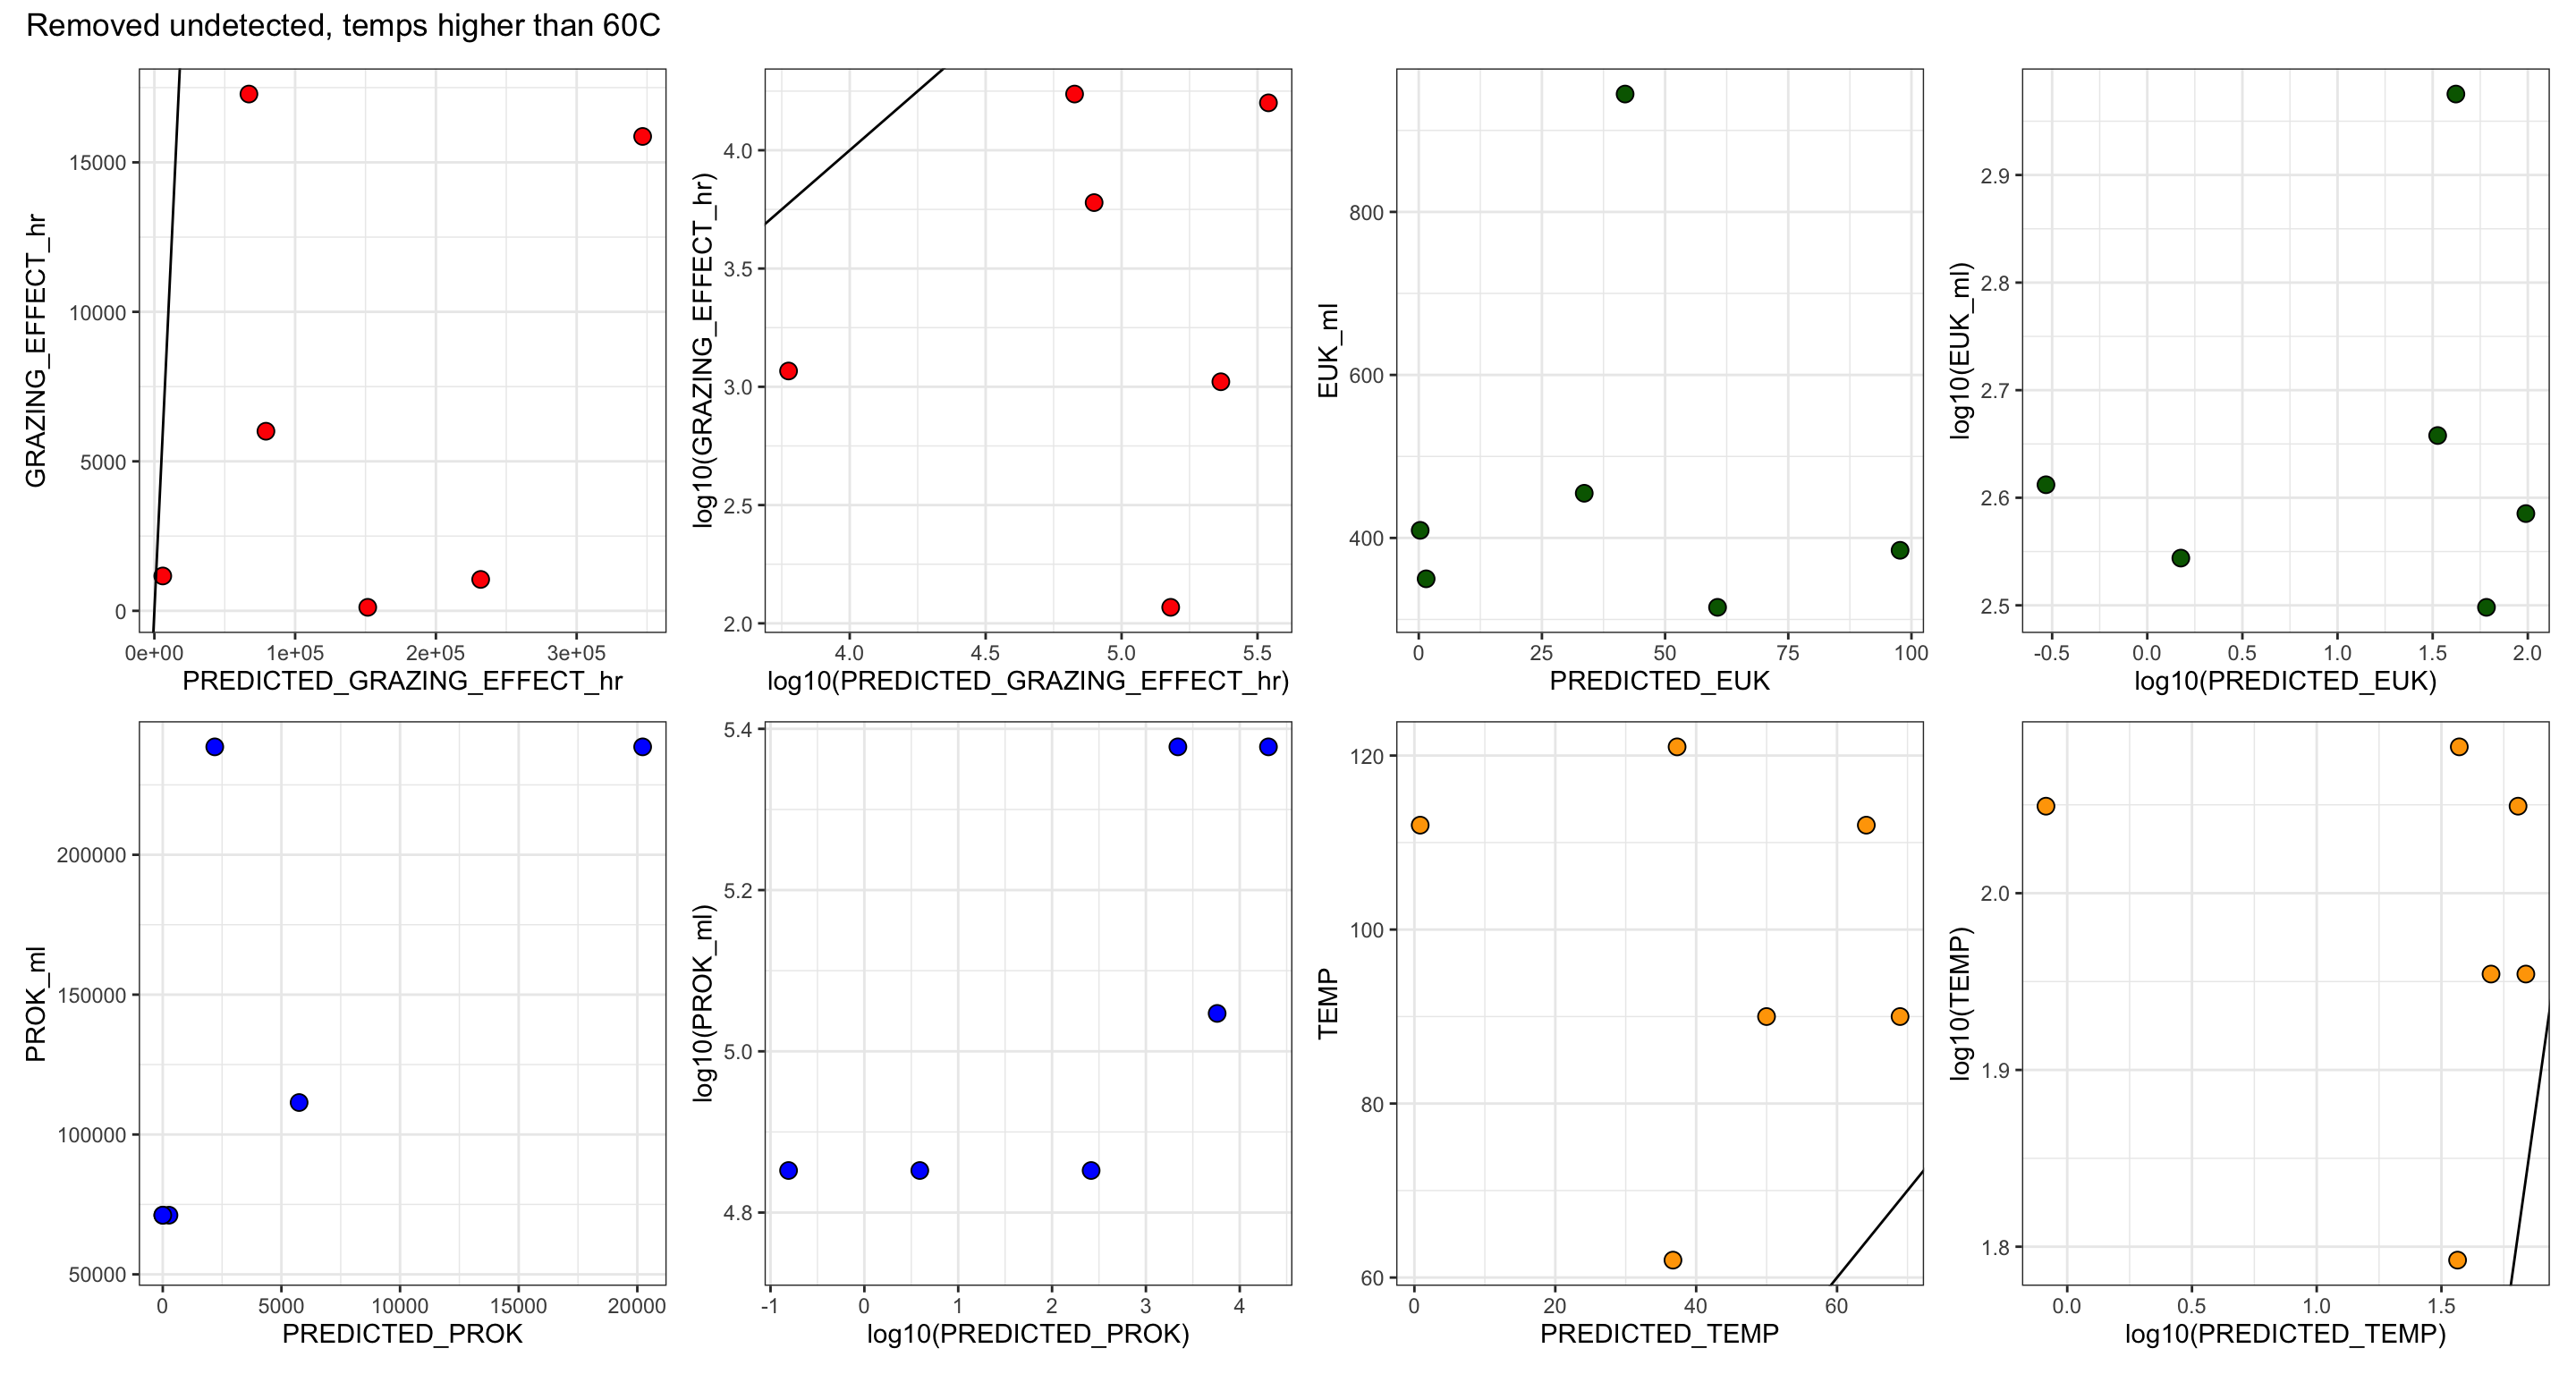 Removed undetected, temps higher than 60C
GRAZING_EFFECT_hr
15000
10000
5000
0
0e+00 1e+05 2e+05 3e+05
PREDICTED_GRAZING_EFFECT_hr
log10(GRAZING_EFFECT_hr)
4.0
3.5
3.0
2.5
2.0
4.0 4.5 5.0 5.5
log10(PREDICTED_GRAZING_EFFECT_hr)
EUK_ml
800
600
400
0 25 50 75 100
PREDICTED_EUK
log10(EUK_ml)
2.9
2.8
2.7
2.6
2.5
-0.5 0.0 0.5 1.0 1.5 2.0
log10(PREDICTED_EUK)
PROK_ml
200000
150000
100000
50000
0 5000 10000 15000 20000
PREDICTED_PROK
log10(PROK_ml)
5.4
5.2
5.0
4.8
-1 0 1 2 3 4
log10(PREDICTED_PROK)
TEMP
120
100
80
60
0 20 40 60
PREDICTED_TEMP
log10(TEMP)
2.0
1.9
1.8
0.0 0.5 1.0 1.5
log10(PREDICTED_TEMP)